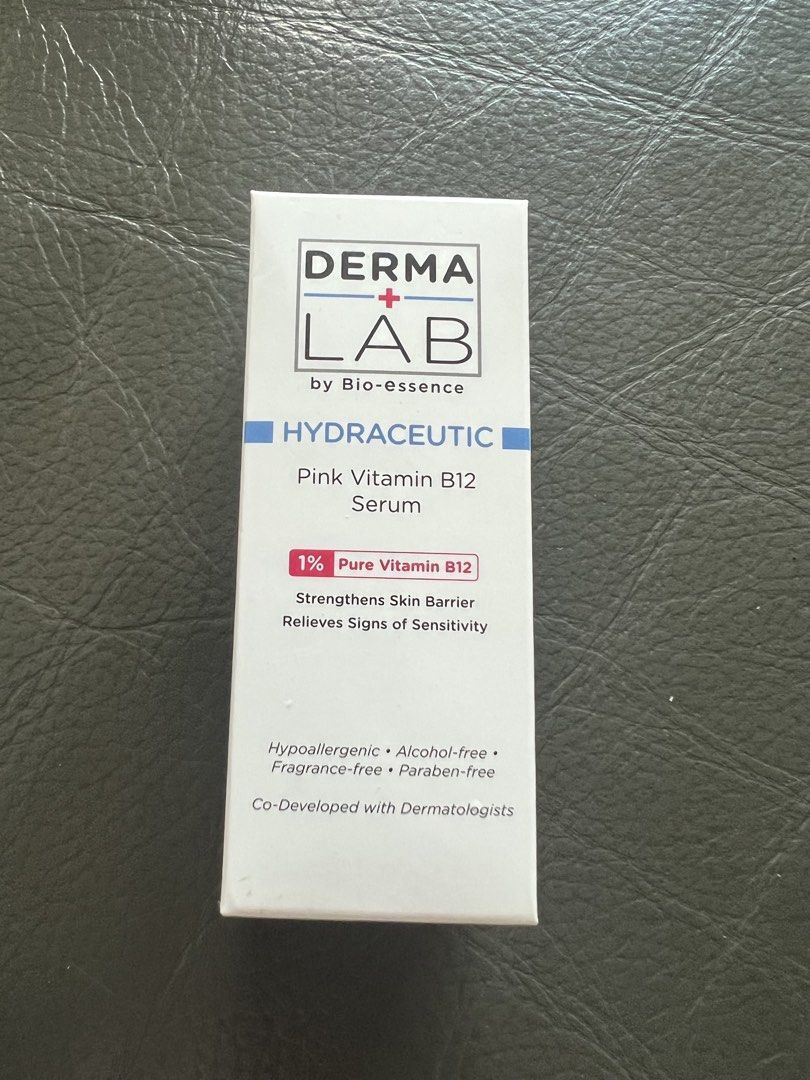 DERMA
+
LAB
by Bio-essence
HYDRACEUTIC
Pink Vitamin B12
Serum
1% Pure Vitamin B12
Strengthens Skin Barrier
Relieves Signs of Sensitivity
Hypoallergenic • Alcohol-free •
Fragrance-free • Paraben-free
Co-Developed with Dermatologists